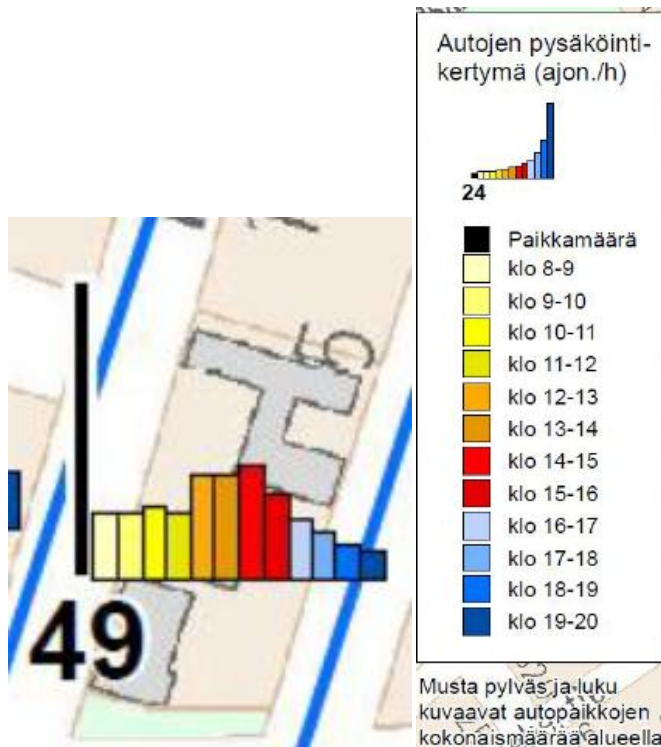 49
Autojen pysäköinti-
kertymä (ajon./h)
24
Paikkamäärä
klo 8-9
klo 9-10
klo 10-11
klo 11-12
klo 12-13
klo 13-14
klo 14-15
klo 15-16
klo 16-17
klo 17-18
klo 18-19
klo 19-20
Musta pylväs ja luku
kuvaavat autopaikkojen
kokonaismäärää alueella